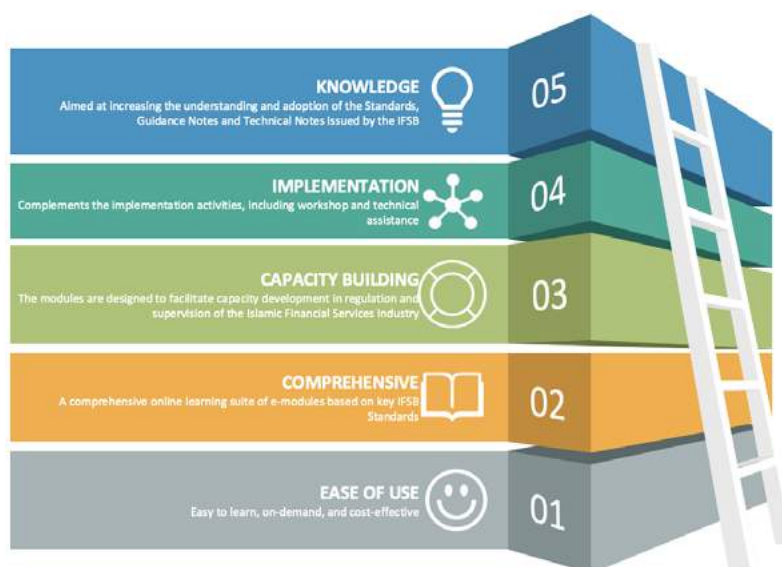 KNOWLEDGE
Aimed at increasing the understanding and adoption of the Standards,
Guidance Notes and Technical Notes Issued by the IFSB
05
IMPLEMENTATION
Complements the implementation activities, including workshop and technical
assistance
04
CAPACITY BUILDING
The modules are designed to facilitate capacity development in regulation and
supervision of the Islamic Financial Services Industry
03
COMPREHENSIVE
A comprehensive online learning suite of e-modules based on key IFSB
Standards
02
EASE OF USE
Easy to learn, on-demand, and cost-effective
01